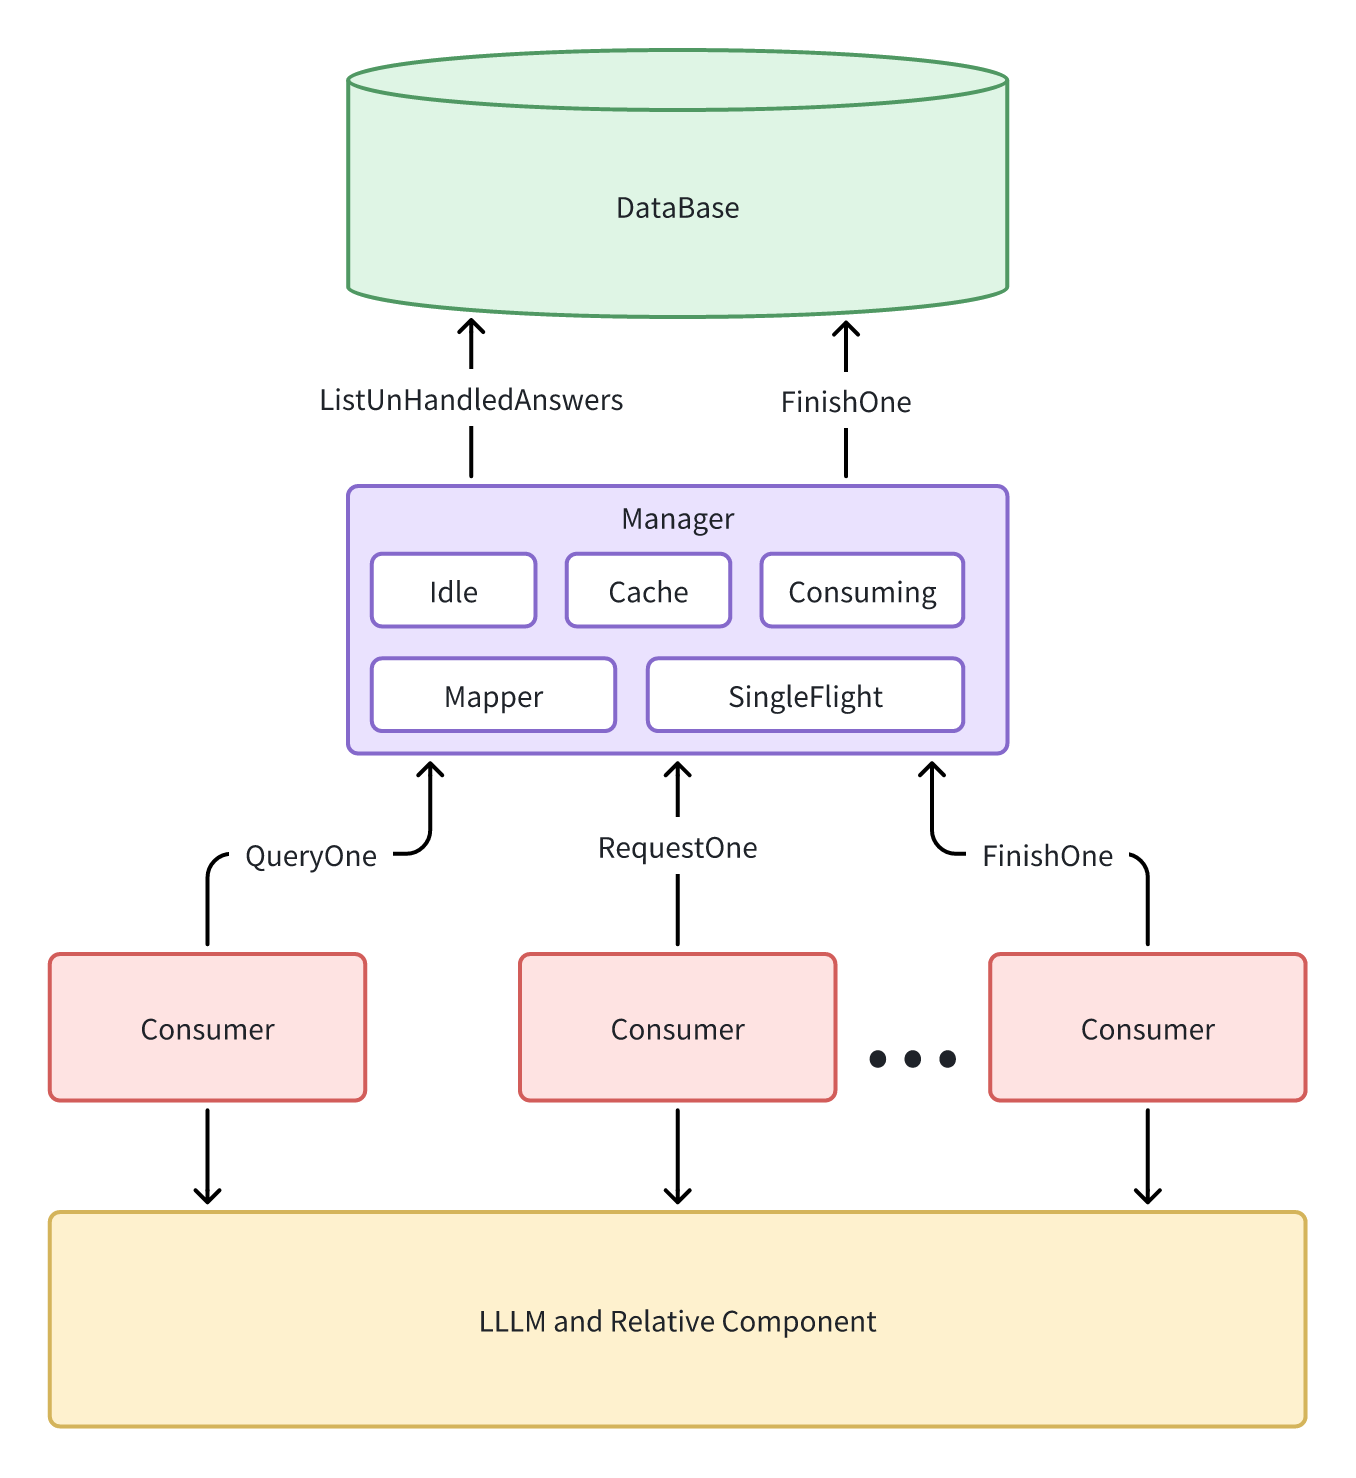 DataBase
ListUnHandledAnswers
FinishOne
Manager
Idle
Cache
Consuming
Mapper
SingleFlight
QueryOne
RequestOne
FinishOne
Consumer
Consumer
Consumer
LLLM and Relative Component